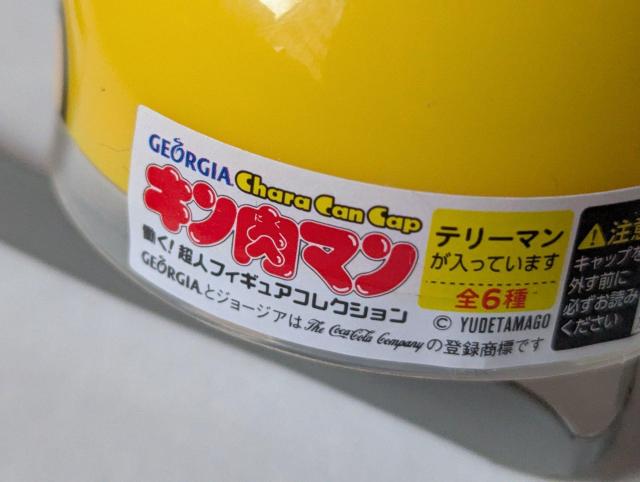 GEORGIA Chara Can Cap
キン肉マン
にく
働く!超人フィギュアコレクション
GEORGIAとジョージアはThe Coca-Cola Companyの登録商標です
テリーマン
が入っています
全6種
© YUDETAMAGO
注意
キャップを
外す前に
必ずお読み
ください